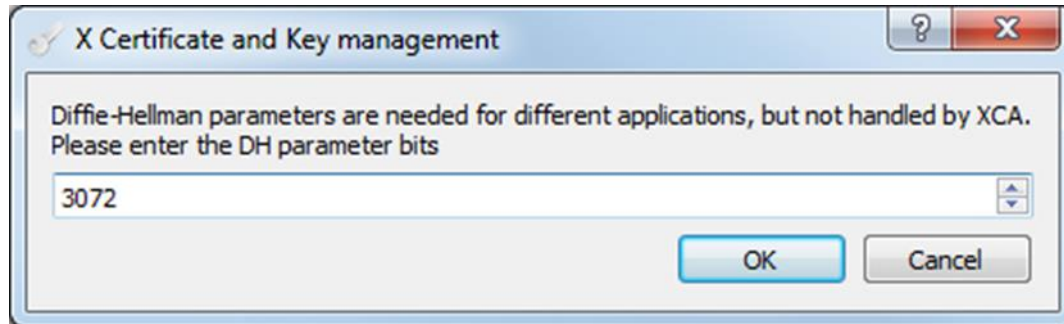 X Certificate and Key management
Diffie-Hellman parameters are needed for different applications, but not handled by XCA.
Please enter the DH parameter bits
3072
OK
Cancel